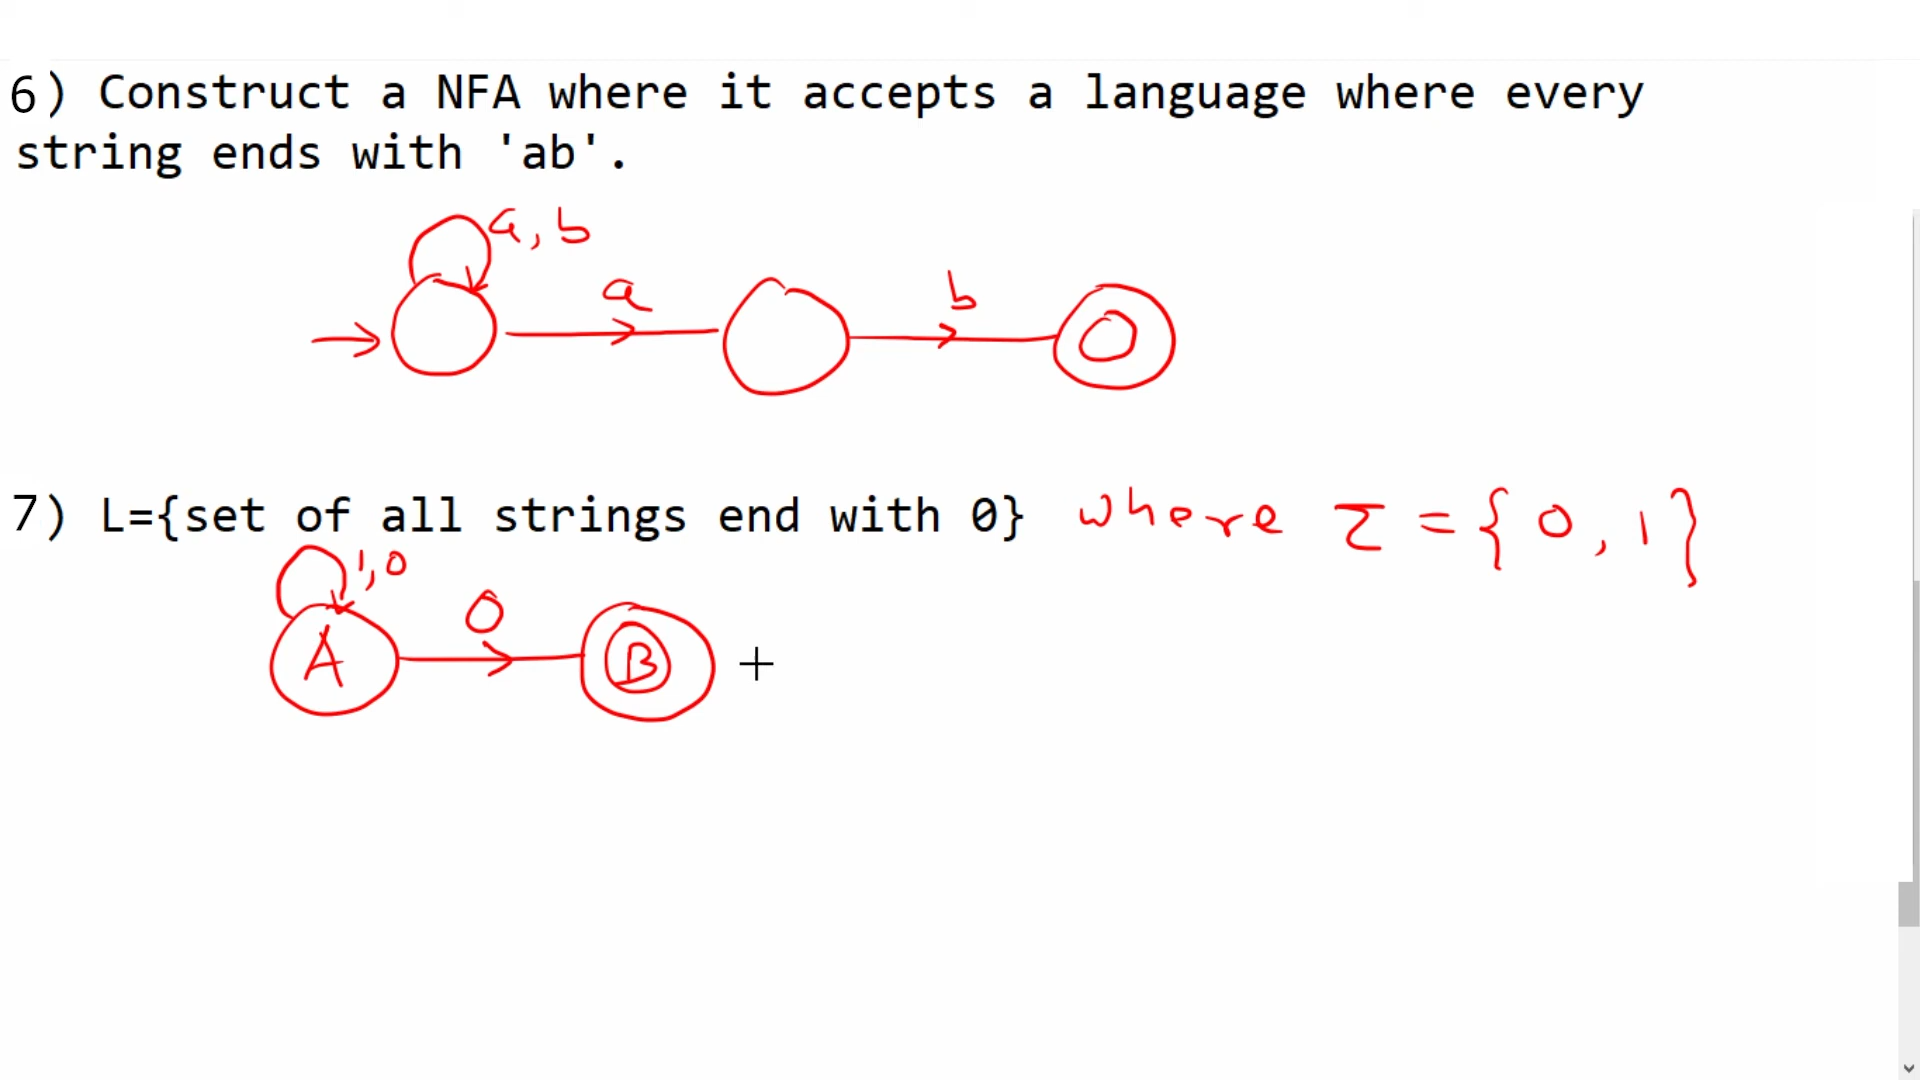 6) Construct a NFA where it accepts a language where every
string ends with 'ab'.
a, b
a
b
7) L={set of all strings end with 0} where Σ = {0, 1}
1,0
0
A
B